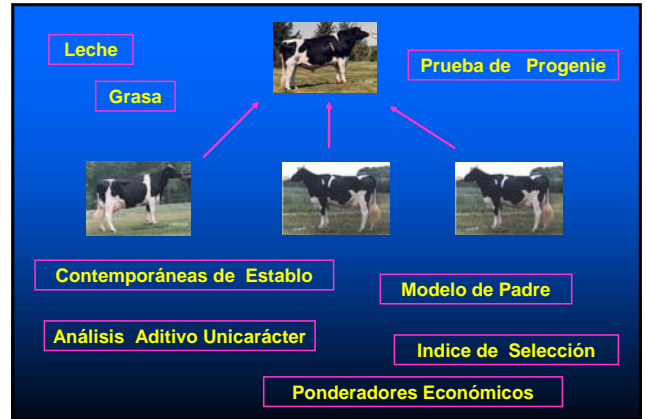 Leche
Prueba de Progenie
Grasa
Contemporáneas de Establo
Modelo de Padre
Análisis Aditivo Unicarácter
Indice de Selección
Ponderadores Económicos